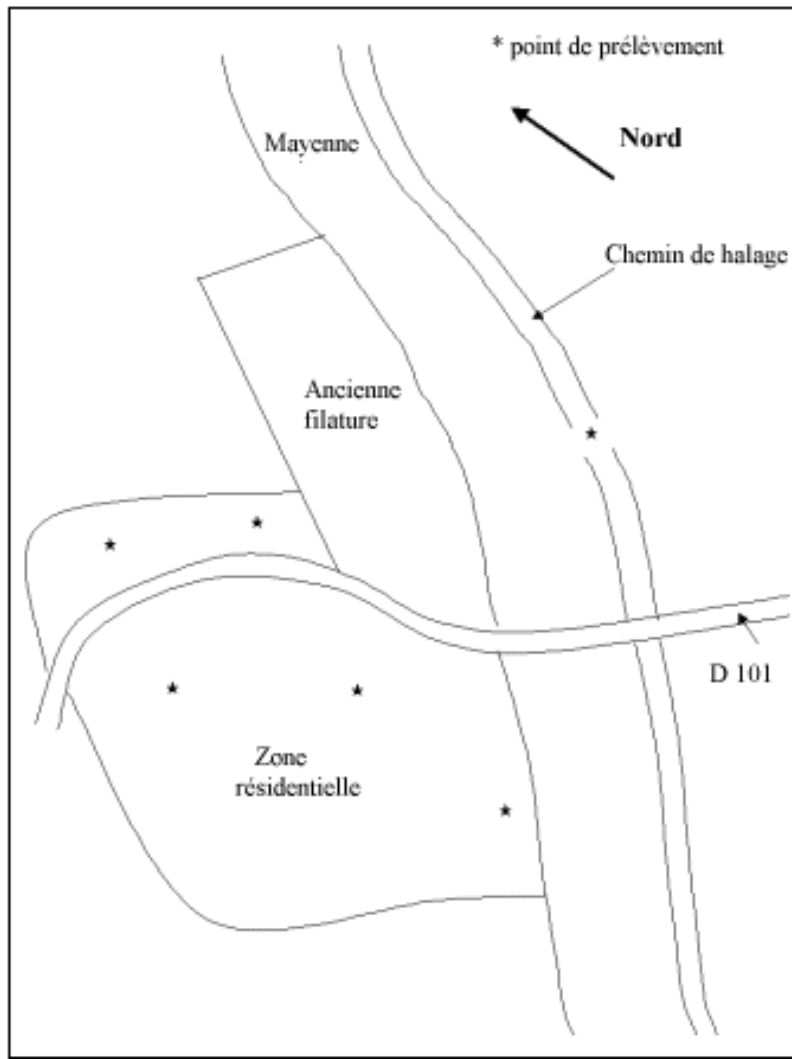 * point de prélèvement
Nord
Mayenne
Chemin de halage
Ancienne
filature
D 101
Zone
résidentielle